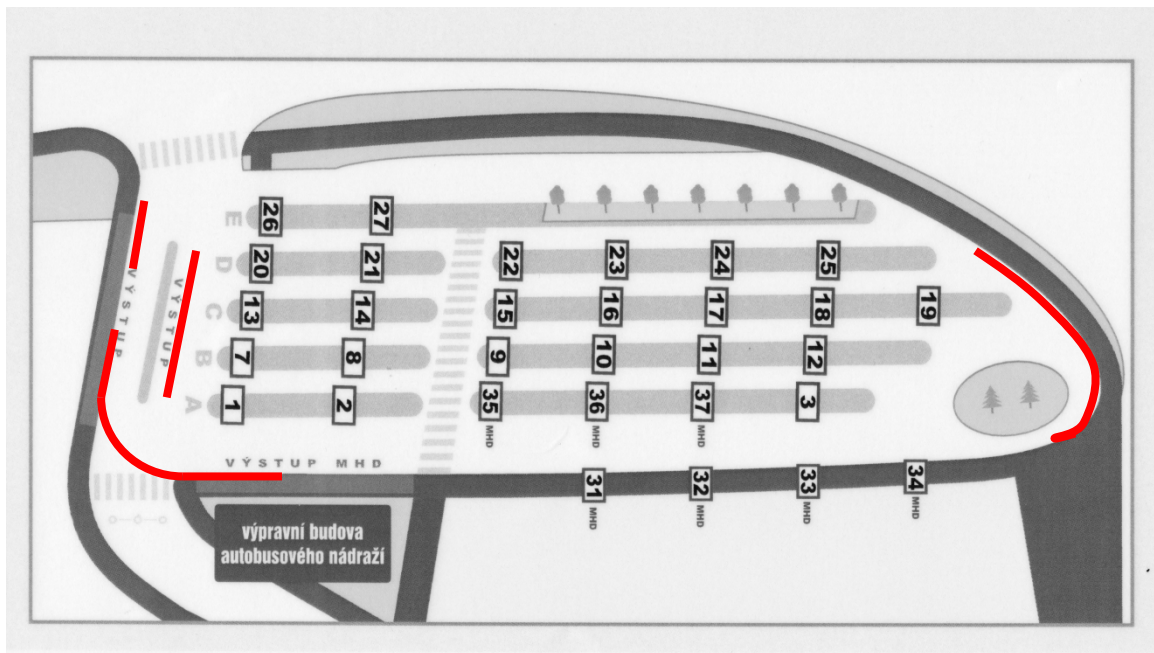 E
26
27
D
20
21
22
23
24
25
C
13
14
15
16
17
18
19
B
7
8
9
10
11
12
A
1
2
35
36
37
3
MHD
MHD
MHD
VÝSTUP
VÝSTUP
VÝSTUP MHD
31
32
33
34
MHD
MHD
MHD
MHD
výpravní budova
autobusového nádraží